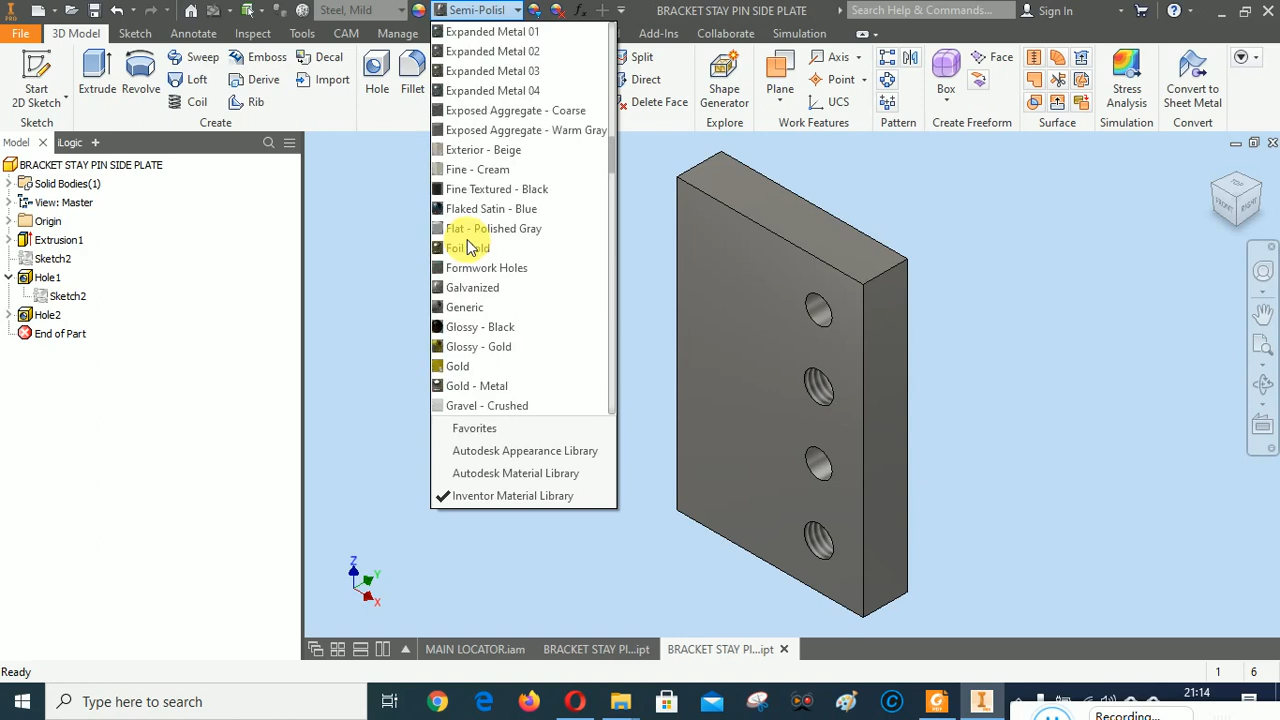 PRO
Steel, Mild
Semi-Polisl
BRACKET STAY PIN SIDE PLATE
Search Help & Commands...
Sign In
File
3D Model
Sketch
Annotate
Inspect
Tools
CAM
Manage
Add-Ins
Collaborate
Simulation
Start
2D Sketch
Sketch
Extrude
Revolve
Sweep
Loft
Coil
Emboss
Derive
Rib
Decal
Import
Create
Hole
Fillet
Split
Direct
Delete Face
Shape
Generator
Explore
Plane
Axis
Point
UCS
Work Features
Pattern
Box
Face
Create Freeform
Surface
Stress
Analysis
Simulation
Convert to
Sheet Metal
Convert
Model
iLogic
BRACKET STAY PIN SIDE PLATE
Solid Bodies(1)
View: Master
Origin
Extrusion1
Sketch2
Hole1
Sketch2
Hole2
End of Part
Expanded Metal 01
Expanded Metal 02
Expanded Metal 03
Expanded Metal 04
Exposed Aggregate - Coarse
Exposed Aggregate - Warm Gray
Exterior - Beige
Fine - Cream
Fine Textured - Black
Flaked Satin - Blue
Flat - Polished Gray
Formwork Holes
Galvanized
Generic
Glossy - Black
Glossy - Gold
Gold
Gold - Metal
Gravel - Crushed
Favorites
Autodesk Appearance Library
Autodesk Material Library
Inventor Material Library
TOP
FRONT
RIGHT
Z
Y
X
MAIN LOCATOR.iam
BRACKET STAY PI...ipt
BRACKET STAY PI...ipt
Ready
1
6
Type here to search
21:14
Recording...